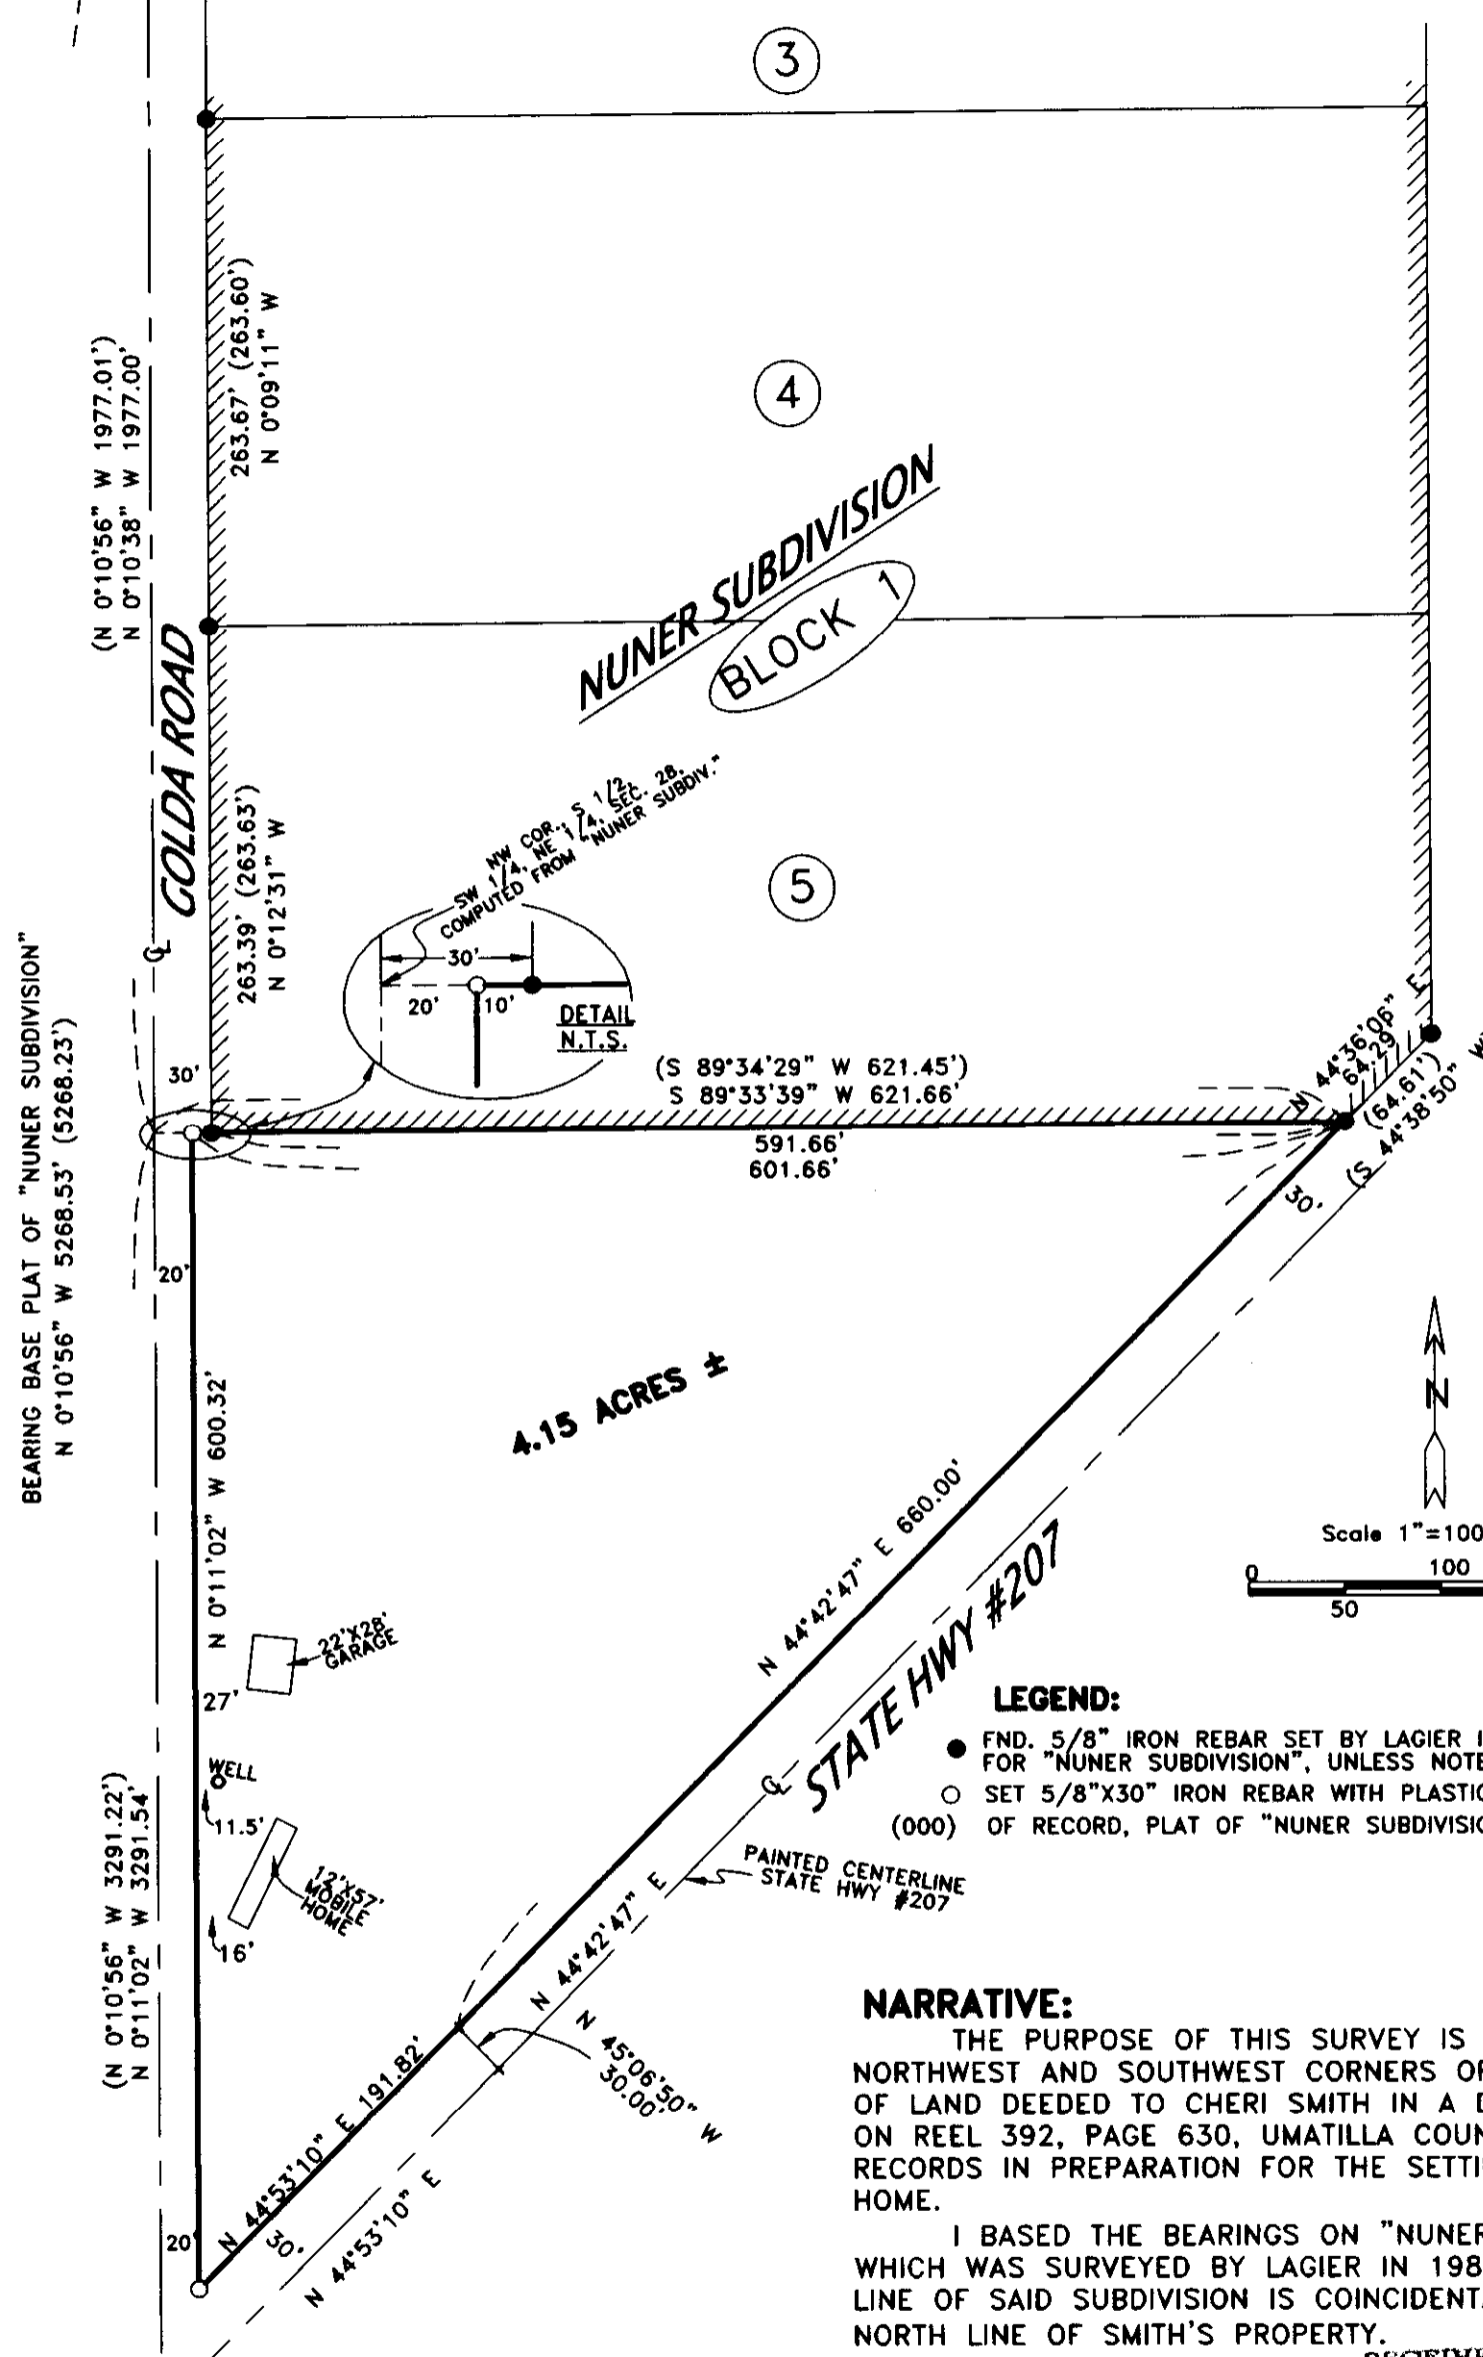 3
263.67' (263.60')
N 0°09'11" W
(N 0°10'56" W 1977.01')
N 0°10'38" W 1977.00'
4
NUNER SUBDIVISION
BLOCK 1
GOLDA ROAD
NW COR., S 1/2,
SW 1/4, NE 1/4, SEC. 28,
COMPUTED FROM "NUNER SUBDIV."
5
263.39' (263.63')
N 0°12'31" W
30'
20'
10'
DETAIL
N.T.S.
BEARING BASE PLAT OF "NUNER SUBDIVISION"
N 0°10'56" W 5268.53' (5268.23')
30'
(S 89°34'29" W 621.45')
S 89°33'39" W 621.66'
591.66'
601.66'
N 44°36'06" E
64.29
(64.61')
(S 44°38'50" W)
30'
20'
4.15 ACRES ±
N 0°11'02" W 600.32'
N 44°42'47" E 660.00'
N
Scale 1"=100
0
100
50
STATE HWY #207
22'X28'
GARAGE
27'
WELL
11.5'
12'X57'
MOBILE
HOME
16'
(N 0°10'56" W 3291.22')
N 0°11'02" W 3291.54'
LEGEND:
FND. 5/8" IRON REBAR SET BY LAGIER
FOR "NUNER SUBDIVISION", UNLESS NOTE
SET 5/8"X30" IRON REBAR WITH PLASTIC
(000) OF RECORD, PLAT OF "NUNER SUBDIVISIO
PAINTED CENTERLINE
STATE HWY #207
N 44°42'47" E
N 45°06'50" W
30.00'
N 44°53'10" E 191.82'
20'
30'
N 44°53'10" E
NARRATIVE:
THE PURPOSE OF THIS SURVEY IS
NORTHWEST AND SOUTHWEST CORNERS OF
OF LAND DEEDED TO CHERI SMITH IN A
ON REEL 392, PAGE 630, UMATILLA COUN
RECORDS IN PREPARATION FOR THE SETTI
HOME.
I BASED THE BEARINGS ON "NUNER
WHICH WAS SURVEYED BY LAGIER IN 198
LINE OF SAID SUBDIVISION IS COINCIDENT
NORTH LINE OF SMITH'S PROPERTY.